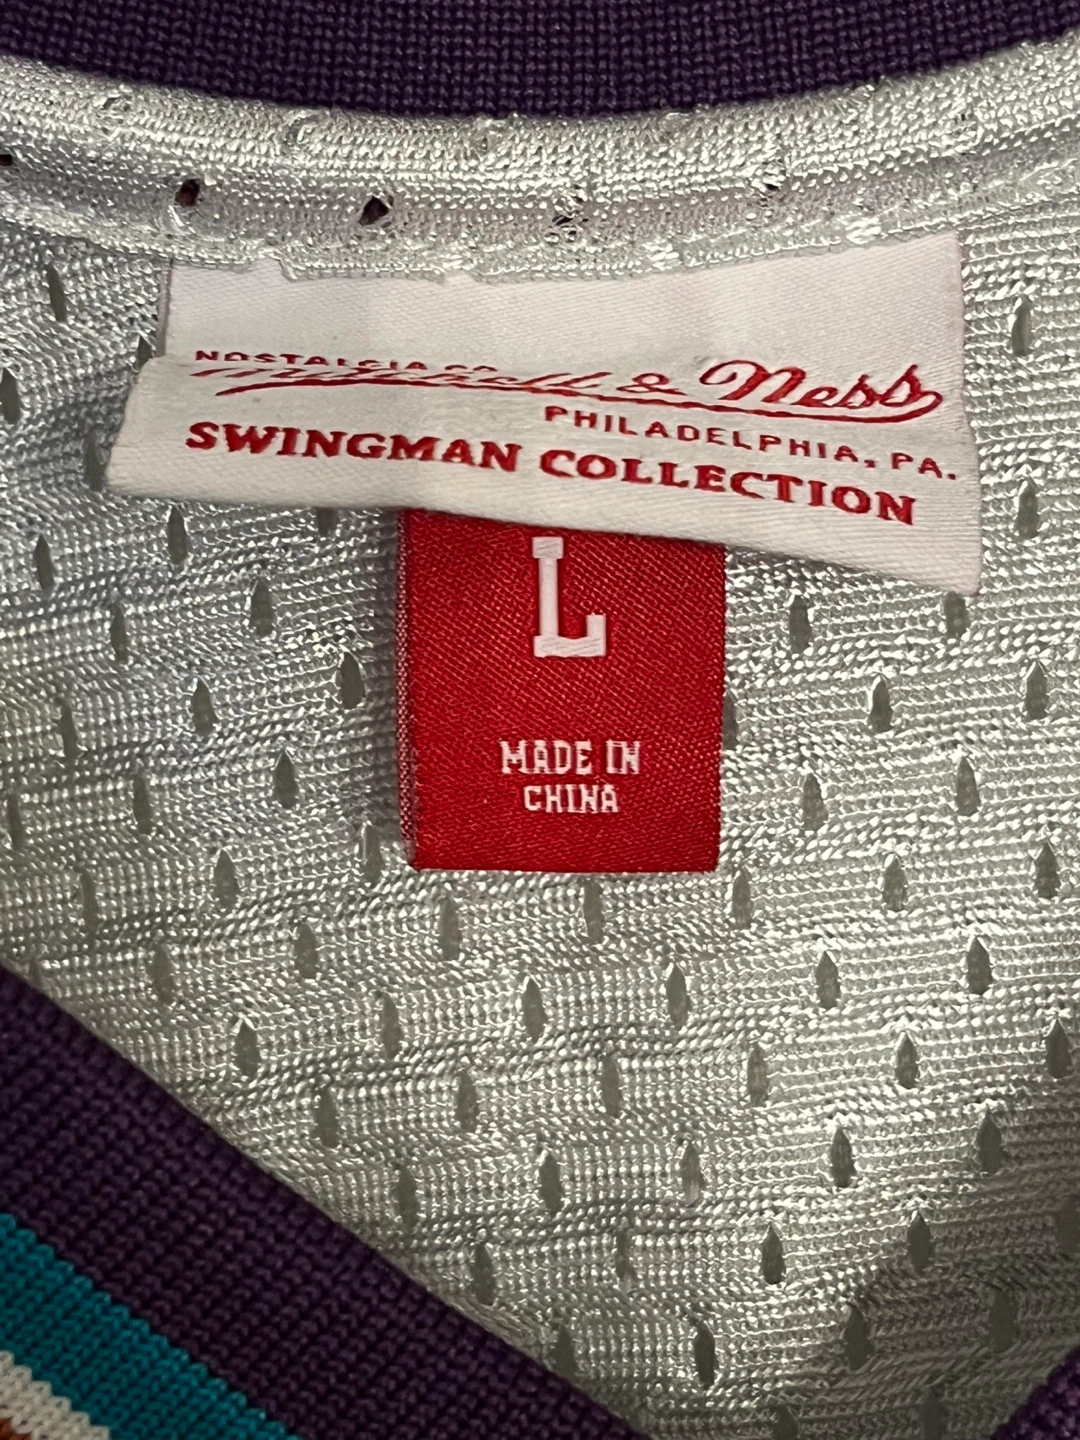 NOSTALGIA CO.
Mitchell & Ness
PHILADELPHIA, PA.
SWINGMAN COLLECTION
L
MADE IN
CHINA